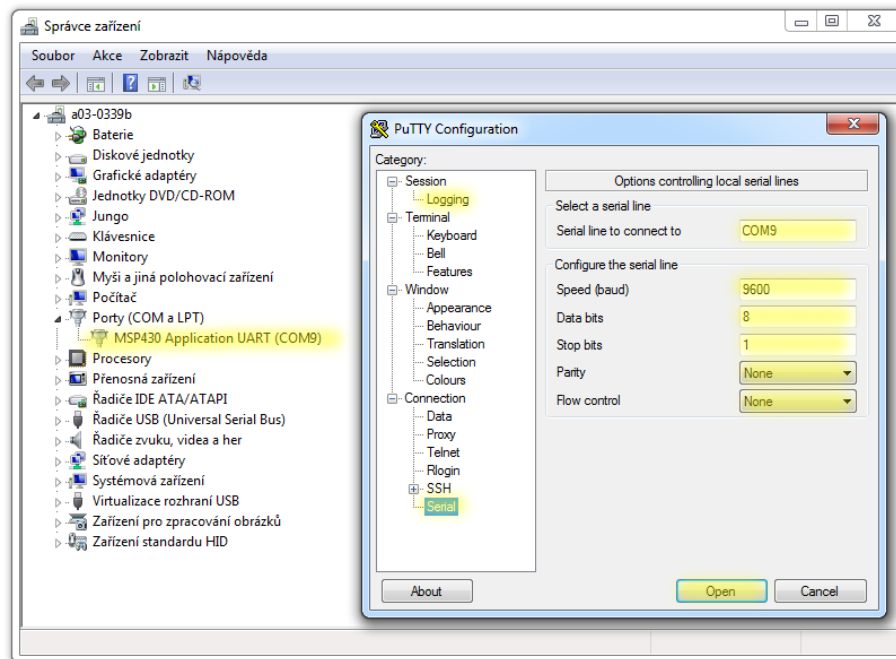 Správce zařízení
Soubor Akce Zobrazit Nápověda
a03-0339b
Baterie
Diskové jednotky
Grafické adaptéry
Jednotky DVD/CD-ROM
Jungo
Klávesnice
Monitory
Myši a jiná polohovací zařízení
Počítač
Porty (COM a LPT)
MSP430 Application UART (COM9)
Procesory
Přenosná zařízení
Řadiče IDE ATA/ATAPI
Řadiče USB (Universal Serial Bus)
Řadiče zvuku, videa a her
Síťové adaptéry
Systémová zařízení
Virtualizace rozhraní USB
Zařízení pro zpracování obrázků
Zařízení standardu HID
PuTTY Configuration
Category:
Session
Logging
Terminal
Keyboard
Bell
Features
Window
Appearance
Behaviour
Translation
Selection
Colours
Connection
Data
Proxy
Telnet
Rlogin
SSH
Serial
Options controlling local serial lines
Select a serial line
Serial line to connect to COM9
Configure the serial line
Speed (baud) 9600
Data bits 8
Stop bits 1
Parity None
Flow control None
About Open Cancel